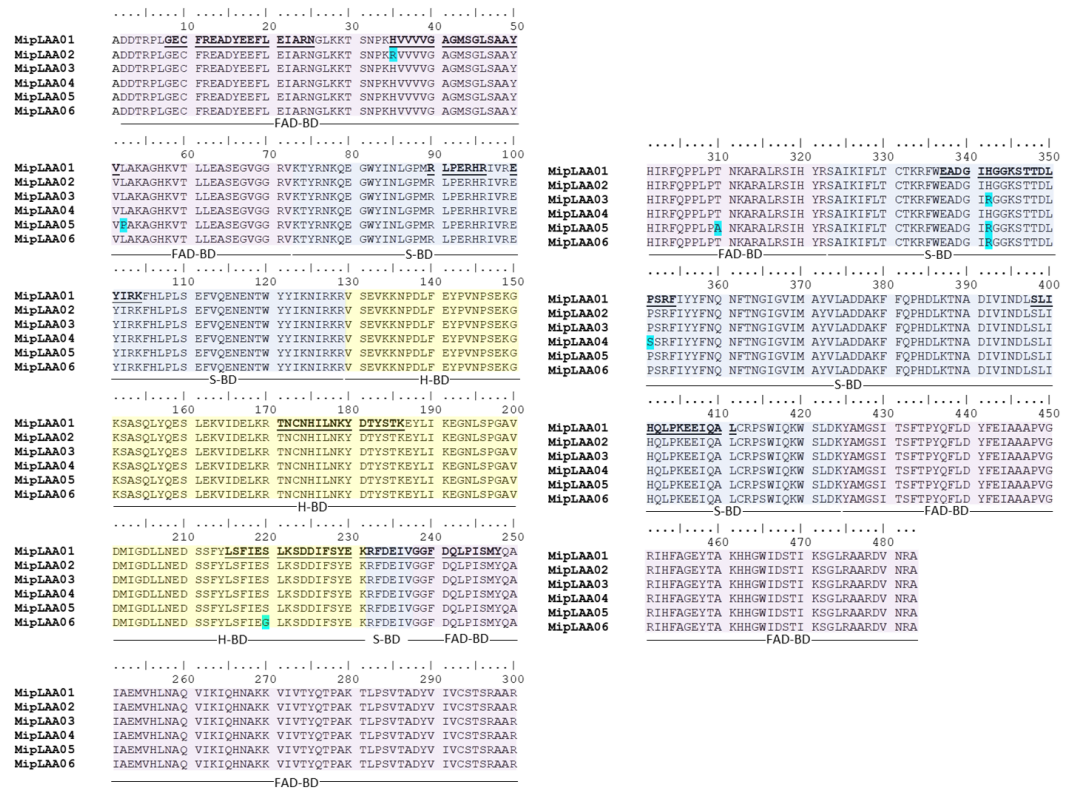 10 20 30 40 50
MipLAA01 ADDTRPLGEC FREADYEEFL EIARNGLKKT SNPKHVVVVG AGMSGLSAAY
MipLAA02 ADDTRPLGEC FREADYEEFL EIARNGLKKT SNPKRVVVVG AGMSGLSAAY
MipLAA03 ADDTRPLGEC FREADYEEFL EIARNGLKKT SNPKHVVVVG AGMSGLSAAY
MipLAA04 ADDTRPLGEC FREADYEEFL EIARNGLKKT SNPKHVVVVG AGMSGLSAAY
MipLAA05 ADDTRPLGEC FREADYEEFL EIARNGLKKT SNPKHVVVVG AGMSGLSAAY
MipLAA06 ADDTRPLGEC FREADYEEFL EIARNGLKKT SNPKHVVVVG AGMSGLSAAY
FAD-BD
60 70 80 90 100
MipLAA01 VLAKAGHKVT LLEASEGVGG RVKTYRNKQE GWYINLGPMR LPERHRIVRE
MipLAA02 VLAKAGHKVT LLEASEGVGG RVKTYRNKQE GWYINLGPMR LPERHRIVRE
MipLAA03 VLAKAGHKVT LLEASEGVGG RVKTYRNKQE GWYINLGPMR LPERHRIVRE
MipLAA04 VLAKAGHKVT LLEASEGVGG RVKTYRNKQE GWYINLGPMR LPERHRIVRE
MipLAA05 VPAKAGHKVT LLEASEGVGG RVKTYRNKQE GWYINLGPMR LPERHRIVRE
MipLAA06 VLAKAGHKVT LLEASEGVGG RVKTYRNKQE GWYINLGPMR LPERHRIVRE
FAD-BD S-BD
110 120 130 140 150
MipLAA01 YIRKFHLPLS EFVQENENTW YYIKNIRKRV SEVKKNPDLF EYPVNPSEKG
MipLAA02 YIRKFHLPLS EFVQENENTW YYIKNIRKRV SEVKKNPDLF EYPVNPSEKG
MipLAA03 YIRKFHLPLS EFVQENENTW YYIKNIRKRV SEVKKNPDLF EYPVNPSEKG
MipLAA04 YIRKFHLPLS EFVQENENTW YYIKNIRKRV SEVKKNPDLF EYPVNPSEKG
MipLAA05 YIRKFHLPLS EFVQENENTW YYIKNIRKRV SEVKKNPDLF EYPVNPSEKG
MipLAA06 YIRKFHLPLS EFVQENENTW YYIKNIRKRV SEVKKNPDLF EYPVNPSEKG
S-BD H-BD
160 170 180 190 200
MipLAA01 KSASQLYQES LEKVIDELKR TNCNHILNKY DTYSTKEYLI KEGNLSPGAV
MipLAA02 KSASQLYQES LEKVIDELKR TNCNHILNKY DTYSTKEYLI KEGNLSPGAV
MipLAA03 KSASQLYQES LEKVIDELKR TNCNHILNKY DTYSTKEYLI KEGNLSPGAV
MipLAA04 KSASQLYQES LEKVIDELKR TNCNHILNKY DTYSTKEYLI KEGNLSPGAV
MipLAA05 KSASQLYQES LEKVIDELKR TNCNHILNKY DTYSTKEYLI KEGNLSPGAV
MipLAA06 KSASQLYQES LEKVIDELKR TNCNHILNKY DTYSTKEYLI KEGNLSPGAV
H-BD
210 220 230 240 250
MipLAA01 DMIGDLLNED SSFYLSFIES LKSDDIFSYE KRFDEIVGGF DQLPISMYQA
MipLAA02 DMIGDLLNED SSFYLSFIES LKSDDIFSYE KRFDEIVGGF DQLPISMYQA
MipLAA03 DMIGDLLNED SSFYLSFIES LKSDDIFSYE KRFDEIVGGF DQLPISMYQA
MipLAA04 DMIGDLLNED SSFYLSFIES LKSDDIFSYE KRFDEIVGGF DQLPISMYQA
MipLAA05 DMIGDLLNED SSFYLSFIES LKSDDIFSYE KRFDEIVGGF DQLPISMYQA
MipLAA06 DMIGDLLNED SSFYLSFIEG LKSDDIFSYE KRFDEIVGGF DQLPISMYQA
H-BD S-BD FAD-BD
260 270 280 290 300
MipLAA01 IAEMVHLNAQ VIKIQHNAKK VIVTYQTPAK TLPSVTADYV IVCSTSRAAR
MipLAA02 IAEMVHLNAQ VIKIQHNAKK VIVTYQTPAK TLPSVTADYV IVCSTSRAAR
MipLAA03 IAEMVHLNAQ VIKIQHNAKK VIVTYQTPAK TLPSVTADYV IVCSTSRAAR
MipLAA04 IAEMVHLNAQ VIKIQHNAKK VIVTYQTPAK TLPSVTADYV IVCSTSRAAR
MipLAA05 IAEMVHLNAQ VIKIQHNAKK VIVTYQTPAK TLPSVTADYV IVCSTSRAAR
MipLAA06 IAEMVHLNAQ VIKIQHNAKK VIVTYQTPAK TLPSVTADYV IVCSTSRAAR
FAD-BD
310 320 330 340 350
MipLAA01 HIRFQPPLPT NKARALRSIH YRSAIKIFLT CTKRFWEADG IHGGKSTTDL
MipLAA02 HIRFQPPLPT NKARALRSIH YRSAIKIFLT CTKRFWEADG IHGGKSTTDL
MipLAA03 HIRFQPPLPT NKARALRSIH YRSAIKIFLT CTKRFWEADG IRGGKSTTDL
MipLAA04 HIRFQPPLPT NKARALRSIH YRSAIKIFLT CTKRFWEADG IHGGKSTTDL
MipLAA05 HIRFQPPLPA NKARALRSIH YRSAIKIFLT CTKRFWEADG IRGGKSTTDL
MipLAA06 HIRFQPPLPT NKARALRSIH YRSAIKIFLT CTKRFWEADG IRGGKSTTDL
FAD-BD S-BD
360 370 380 390 400
MipLAA01 PSRFIYYFNQ NFTNGIGVIM AYVLADDAKF FQPHDLKTNA DIVINDLSLI
MipLAA02 PSRFIYYFNQ NFTNGIGVIM AYVLADDAKF FQPHDLKTNA DIVINDLSLI
MipLAA03 PSRFIYYFNQ NFTNGIGVIM AYVLADDAKF FQPHDLKTNA DIVINDLSLI
MipLAA04 SSRFIYYFNQ NFTNGIGVIM AYVLADDAKF FQPHDLKTNA DIVINDLSLI
MipLAA05 PSRFIYYFNQ NFTNGIGVIM AYVLADDAKF FQPHDLKTNA DIVINDLSLI
MipLAA06 PSRFIYYFNQ NFTNGIGVIM AYVLADDAKF FQPHDLKTNA DIVINDLSLI
S-BD
410 420 430 440 450
MipLAA01 HQLPKEEIQA LCRPSWIQKW SLDKYAMGSI TSFTPYQFLD YFEIAAAPVG
MipLAA02 HQLPKEEIQA LCRPSWIQKW SLDKYAMGSI TSFTPYQFLD YFEIAAAPVG
MipLAA03 HQLPKEEIQA LCRPSWIQKW SLDKYAMGSI TSFTPYQFLD YFEIAAAPVG
MipLAA04 HQLPKEEIQA LCRPSWIQKW SLDKYAMGSI TSFTPYQFLD YFEIAAAPVG
MipLAA05 HQLPKEEIQA LCRPSWIQKW SLDKYAMGSI TSFTPYQFLD YFEIAAAPVG
MipLAA06 HQLPKEEIQA LCRPSWIQKW SLDKYAMGSI TSFTPYQFLD YFEIAAAPVG
S-BD FAD-BD
460 470 480
MipLAA01 RIHFAGEYTA KHHGWIDSTI KSGLRAARDV NRA
MipLAA02 RIHFAGEYTA KHHGWIDSTI KSGLRAARDV NRA
MipLAA03 RIHFAGEYTA KHHGWIDSTI KSGLRAARDV NRA
MipLAA04 RIHFAGEYTA KHHGWIDSTI KSGLRAARDV NRA
MipLAA05 RIHFAGEYTA KHHGWIDSTI KSGLRAARDV NRA
MipLAA06 RIHFAGEYTA KHHGWIDSTI KSGLRAARDV NRA
FAD-BD